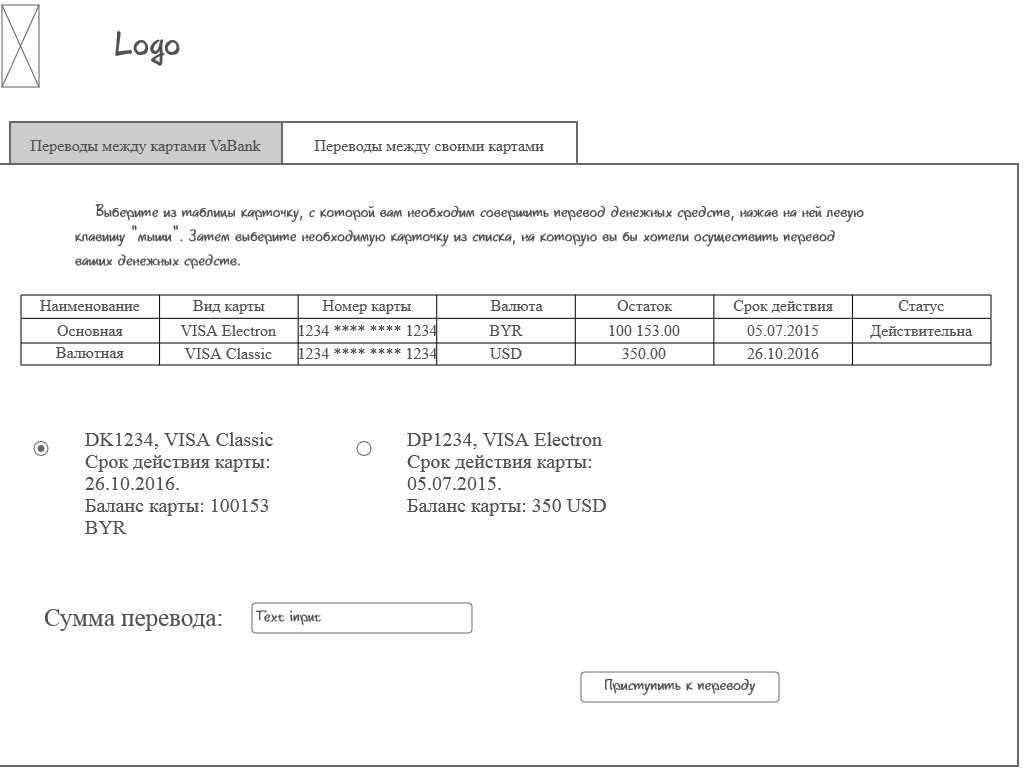 Logo
Переводы между картами VaBank Переводы между своими картами
Выберите из таблицы карточку, с которой вам необходим совершить перевод денежных средств, нажав на ней левую
клавишу "мыши". Затем выберите необходимую карточку из списка, на которую вы бы хотели осуществить перевод
ваших денежных средств.
Наименование Вид карты Номер карты Валюта Остаток Срок действия Статус
Основная VISA Electron 1234 **** **** 1234 BYR 100 153.00 05.07.2015 Действительна
Валютная VISA Classic 1234 **** **** 1234 USD 350.00 26.10.2016
DK1234, VISA Classic
Срок действия карты:
26.10.2016.
Баланс карты: 100153
BYR
DP1234, VISA Electron
Срок действия карты:
05.07.2015.
Баланс карты: 350 USD
Сумма перевода: Text input
Приступить к переводу